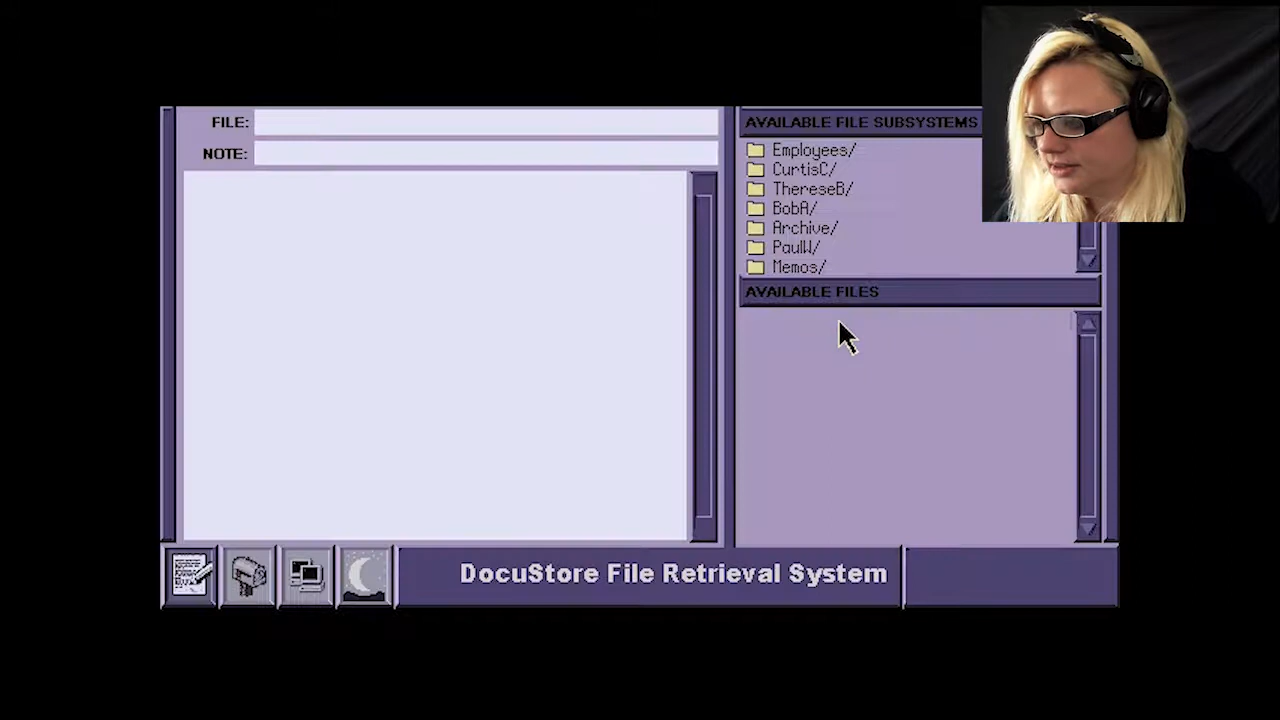 FILE:
NOTE:
AVAILABLE FILE SUBSYSTEMS
Employees/
CurtisC/
ThereseB/
BobA/
Archive/
PaulW/
Memos/
AVAILABLE FILES
DocuStore File Retrieval System